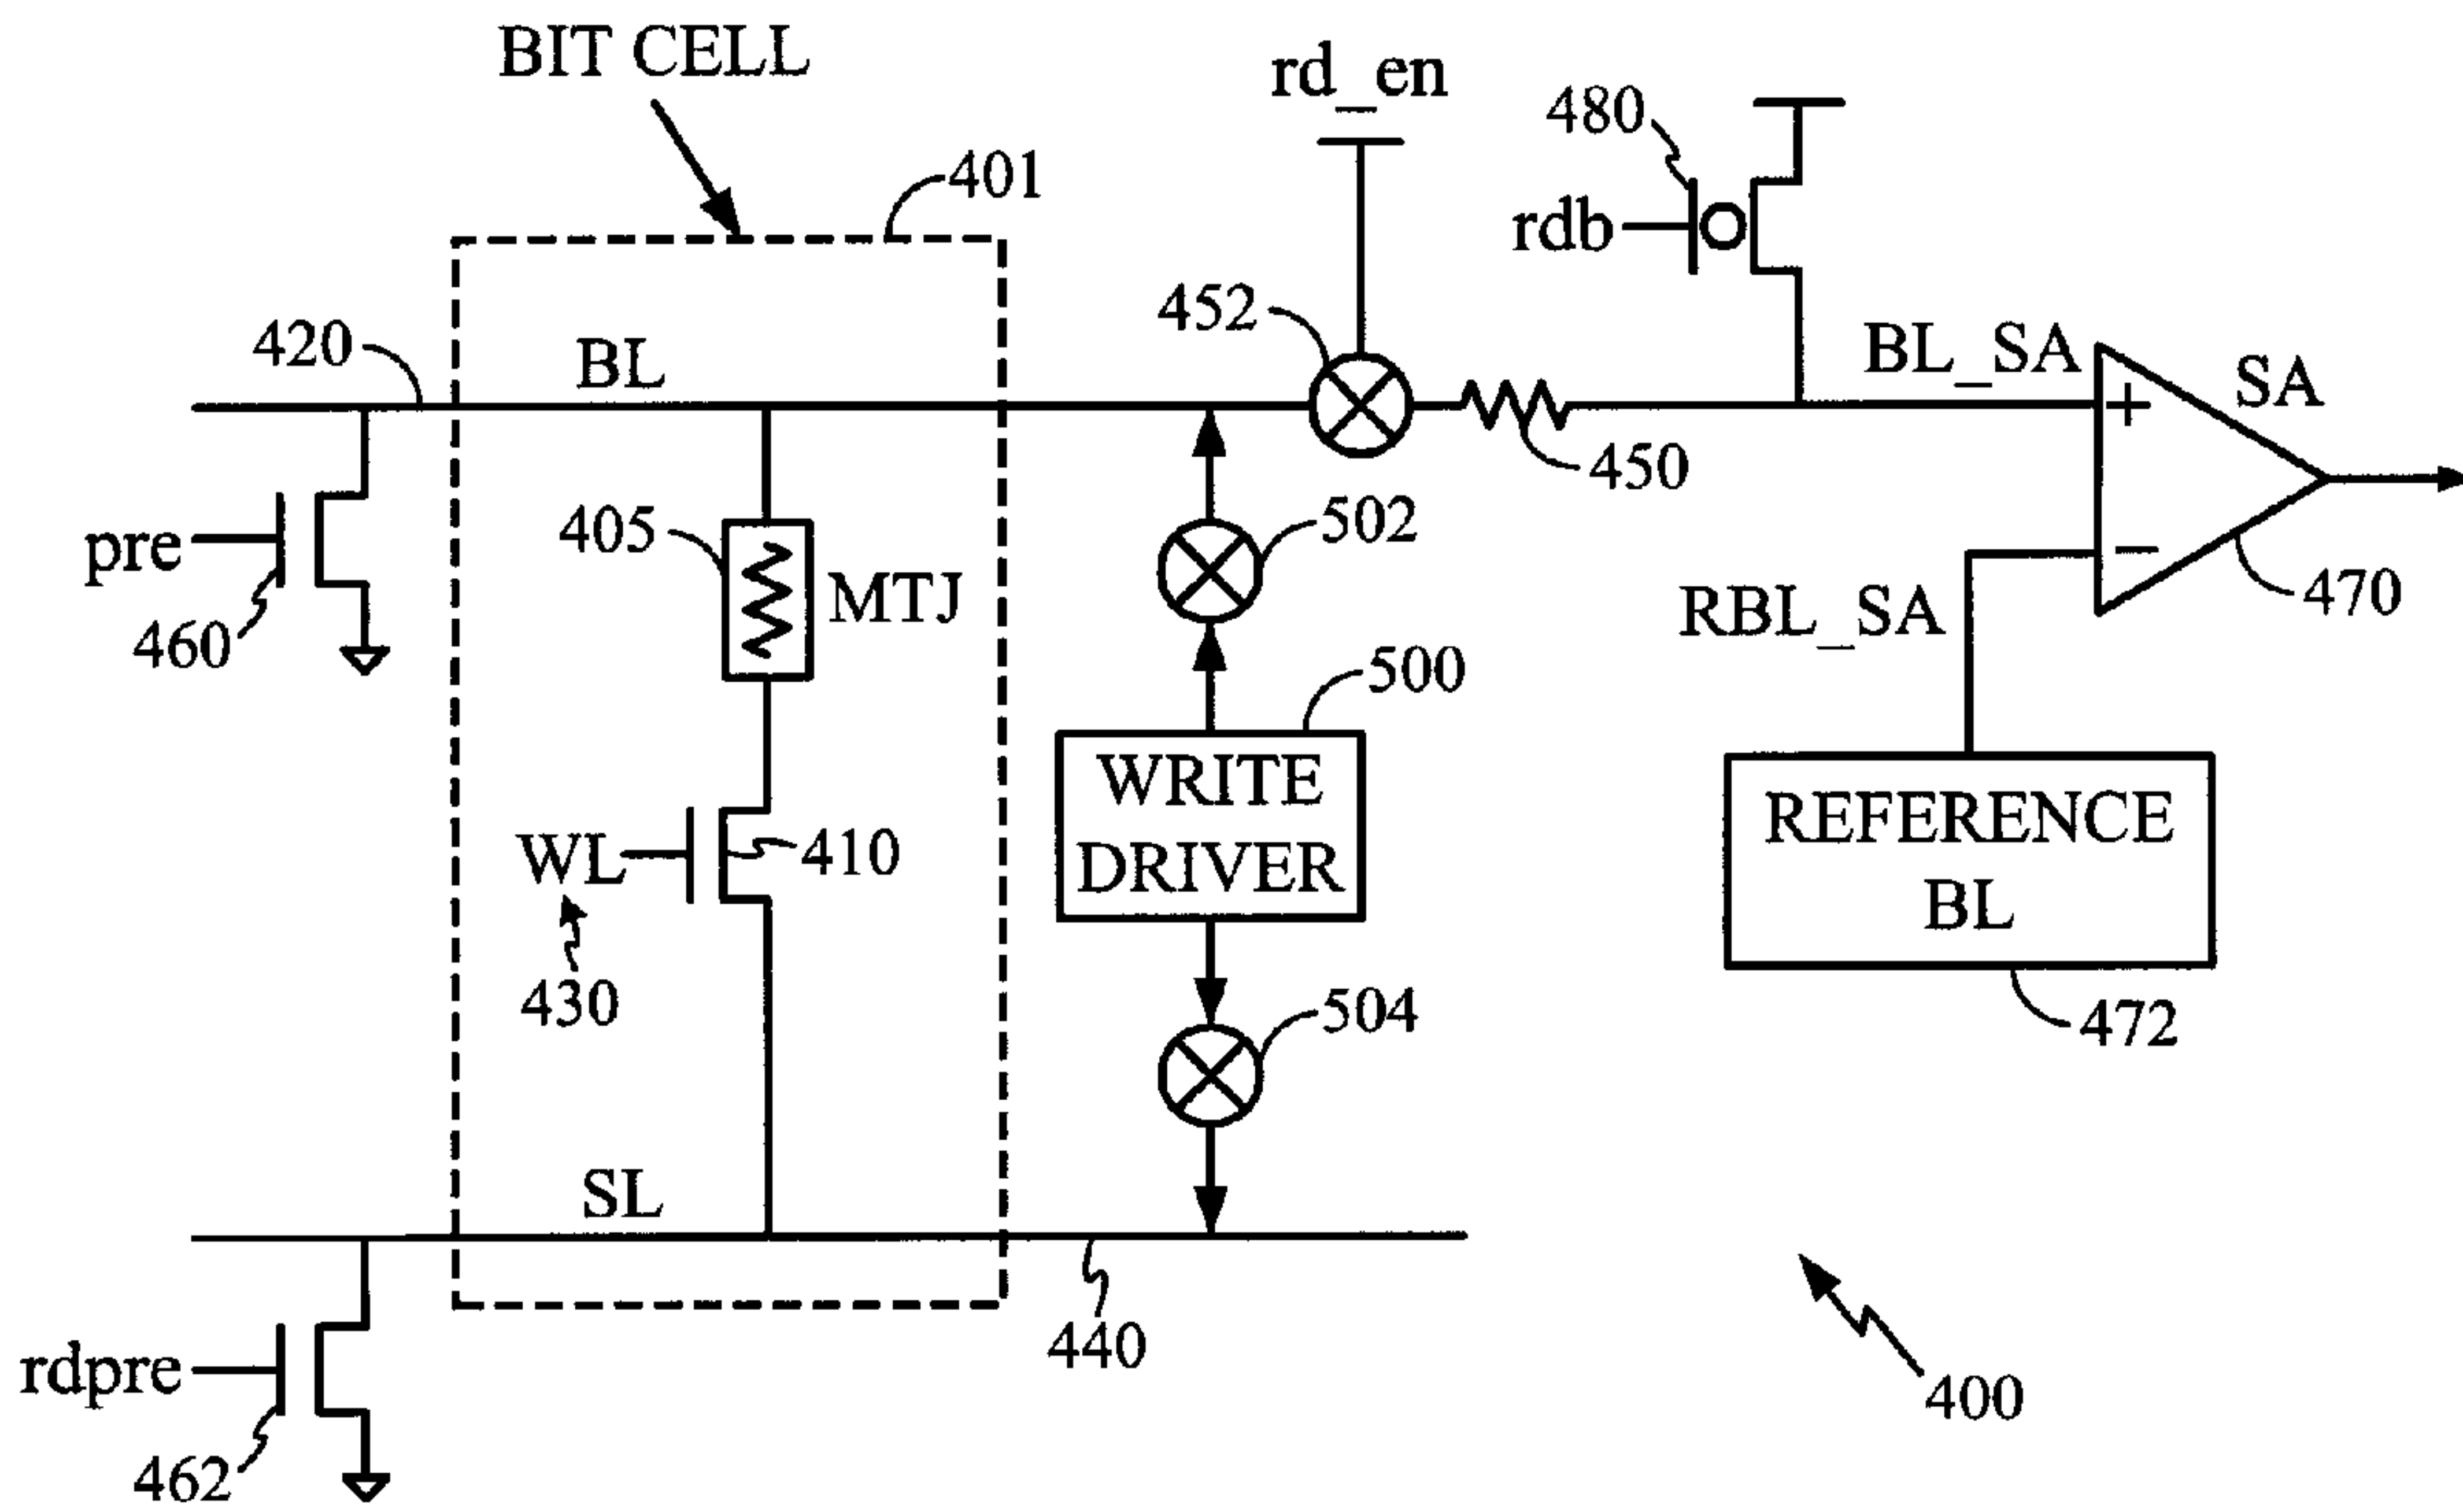 BIT CELL
rd_en
480
401
rdb
452
420
BL
BL_SA
SA
+
450
405
502
pre
MTJ
−
460
RBL_SA
470
500
WRITE
DRIVER
REFERENCE
BL
WL
410
430
504
472
SL
440
rdpre
400
462